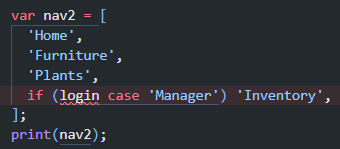 var nav2 = [
'Home',
'Furniture',
'Plants',
if (login case 'Manager') 'Inventory',
];
print(nav2);